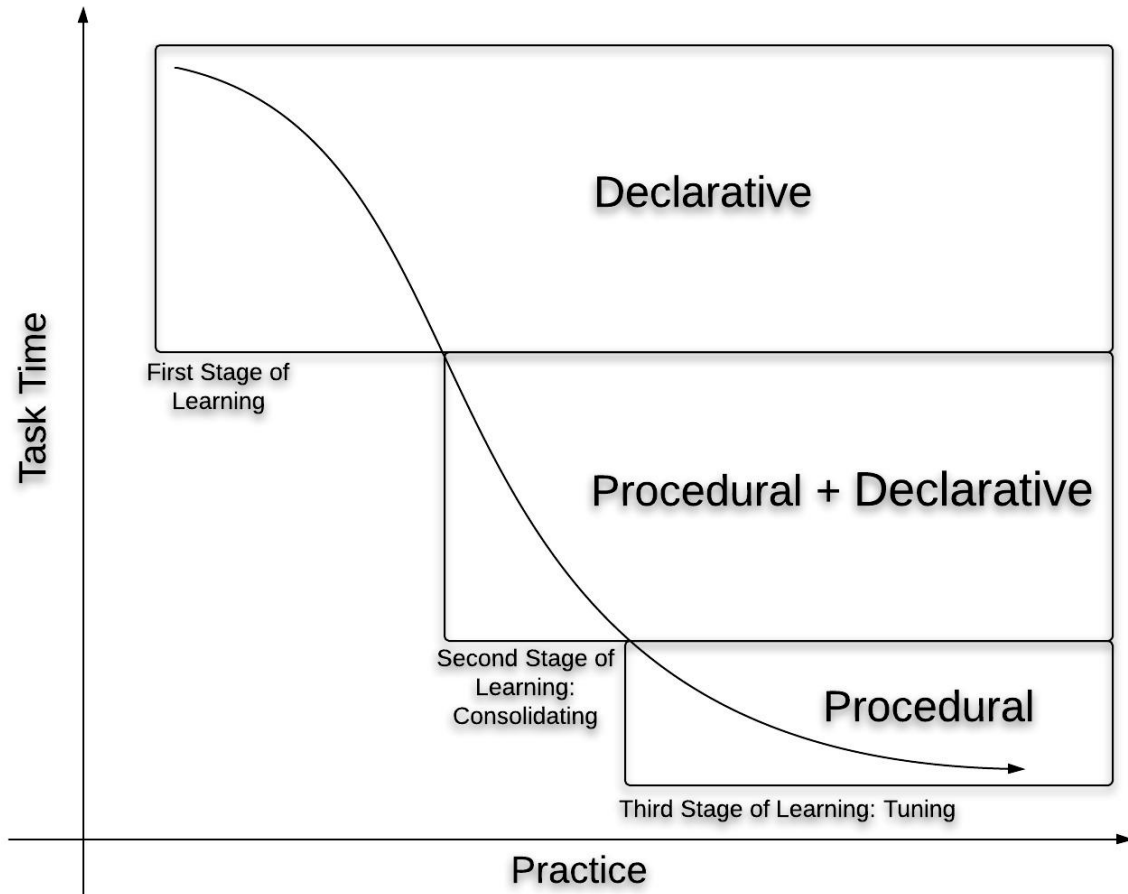 Declarative
First Stage of
Learning
Task Time
Procedural + Declarative
Second Stage of
Learning:
Consolidating
Procedural
Third Stage of Learning: Tuning
Practice